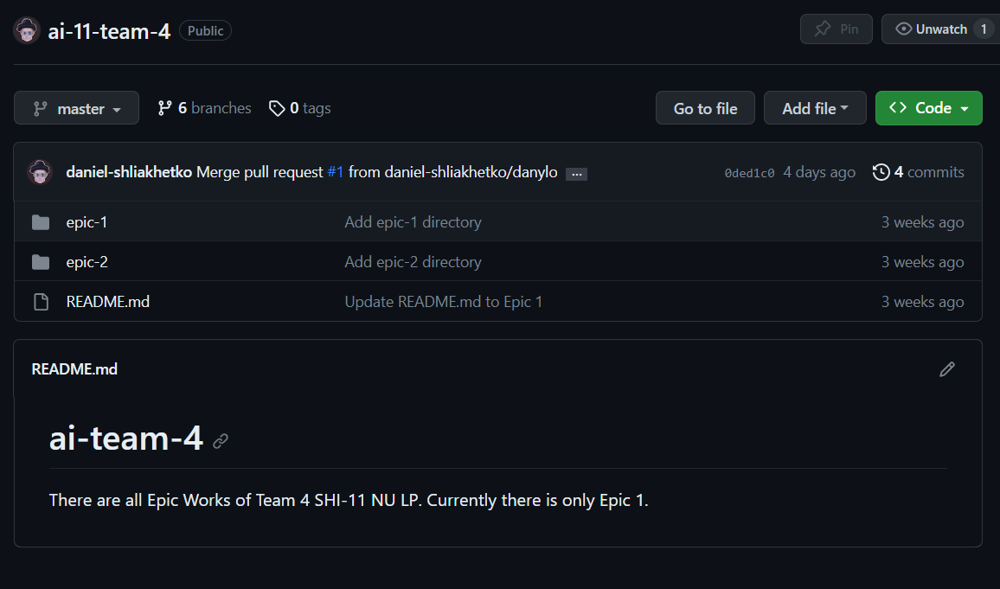 ai-11-team-4 Public Pin Unwatch 1
master 6 branches 0 tags Go to file Add file Code
daniel-shliakhetko Merge pull request #1 from daniel-shliakhetko/danylo ... 0ded1c0 4 days ago 4 commits
epic-1 Add epic-1 directory 3 weeks ago
epic-2 Add epic-2 directory 3 weeks ago
README.md Update README.md to Epic 1 3 weeks ago
README.md
ai-team-4
There are all Epic Works of Team 4 SHI-11 NU LP. Currently there is only Epic 1.